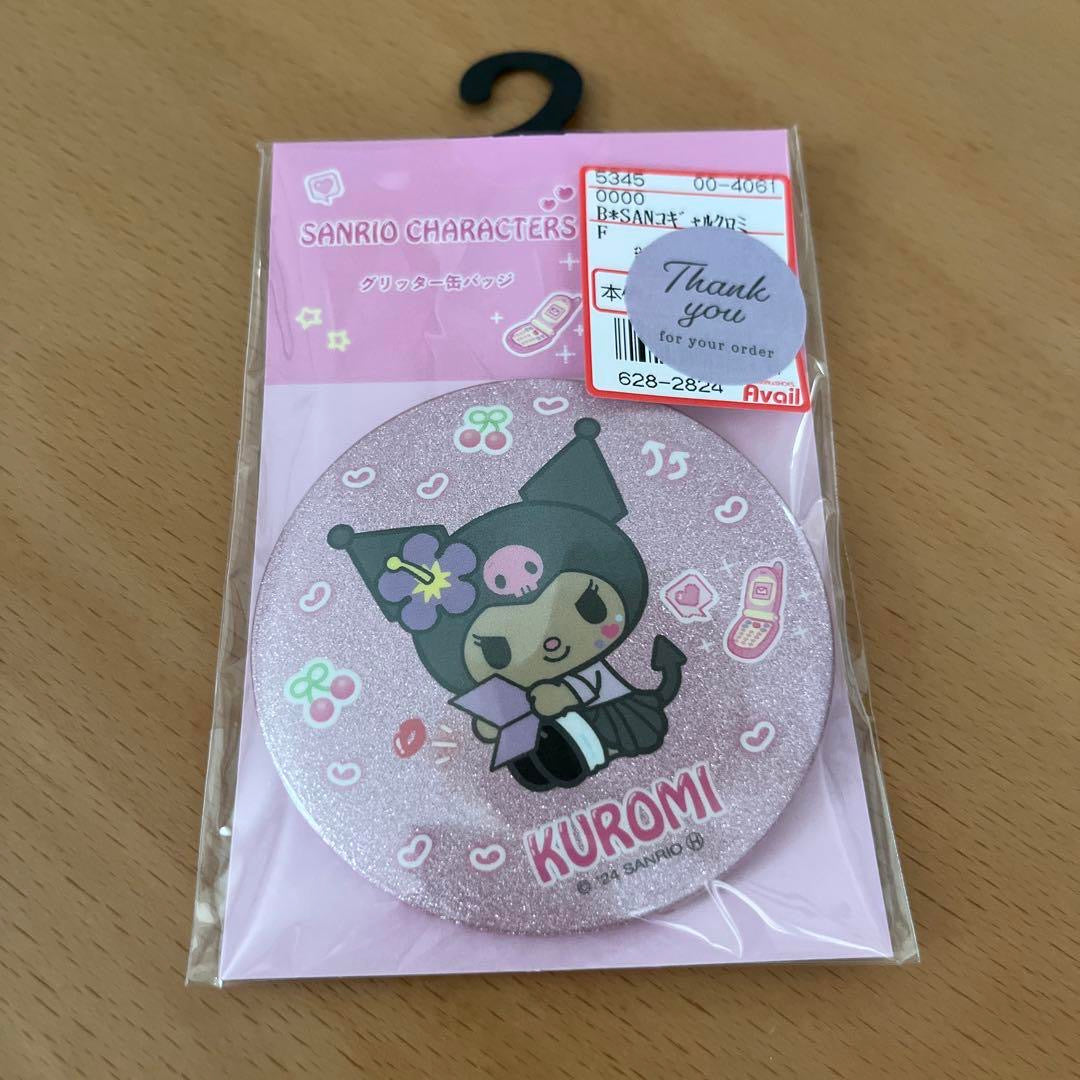 SANRIO CHARACTERS
グリッター缶バッジ
5345 00-4061
0000
B*SANコギャルクロミ
F
本
Thank
you
for your order
628-2824
Avail
KUROMI
© '24 SANRIO Ⓗ